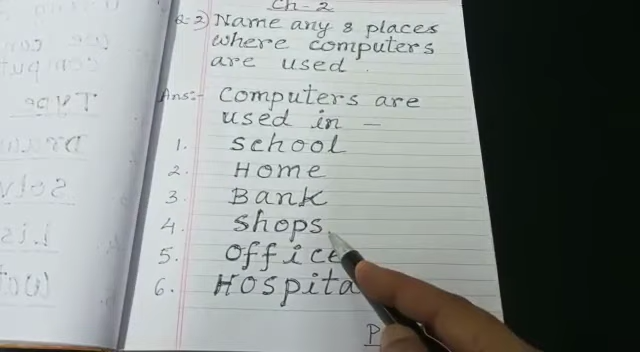 Ch-2
Q-2) Name any 8 places
where computers
are used.
Ans:- Computers are
used in -
1. School
2. Home
3. Bank
4. Shops
5. Office
6. Hospita
P